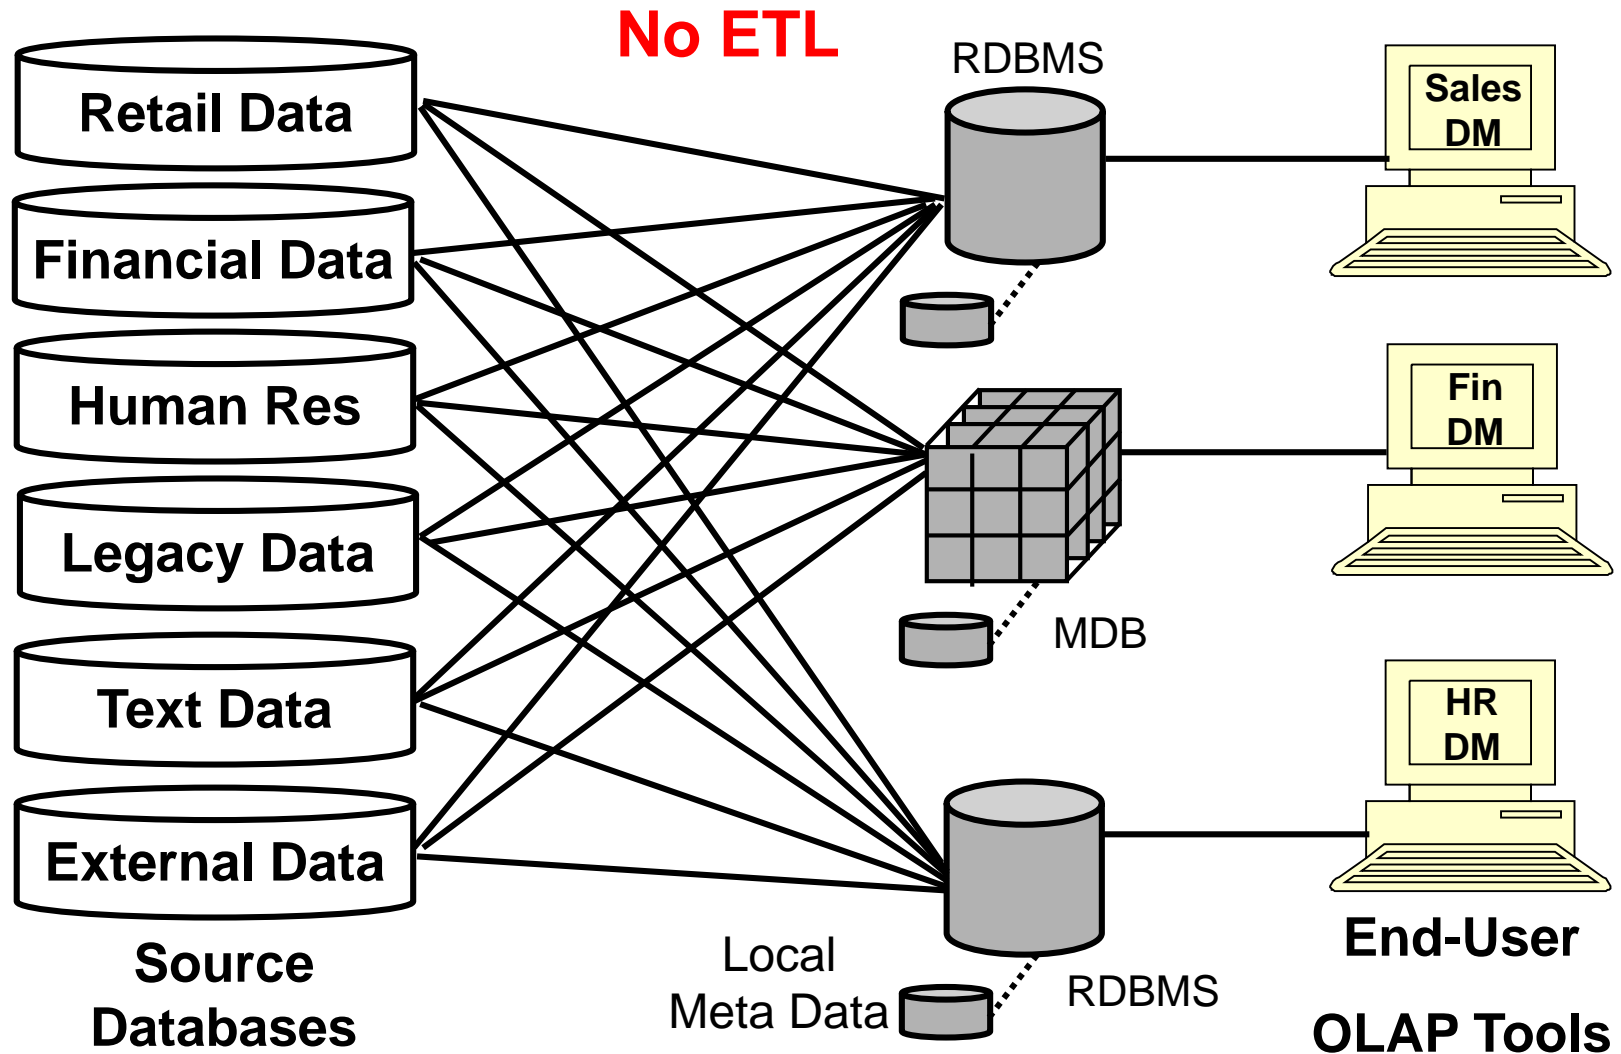 No ETL
Retail Data
Financial Data
Human Res
Legacy Data
Text Data
External Data
Source
Databases
RDBMS
MDB
Local
Meta Data
RDBMS
Sales
DM
Fin
DM
HR
DM
End-User
OLAP Tools